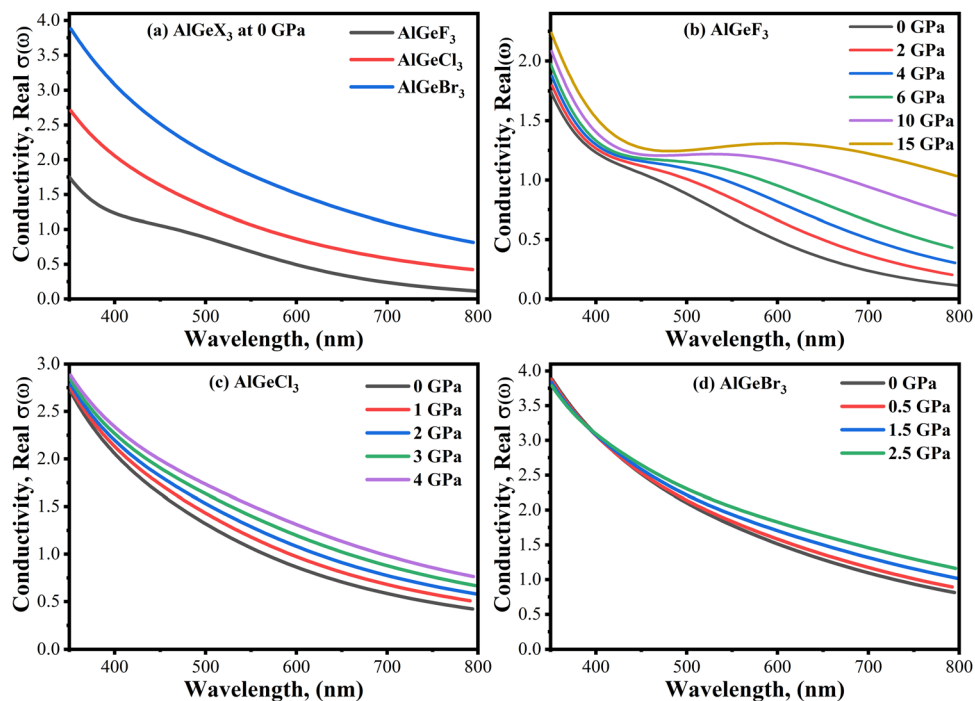 (a) AlGeX₃ at 0 GPa
AlGeF₃
AlGeCl₃
AlGeBr₃
Conductivity, Real σ(ω)
4.0
3.5
3.0
2.5
2.0
1.5
1.0
0.5
0.0
400 500 600 700 800
Wavelength, (nm)
(b) AlGeF₃
0 GPa
2 GPa
4 GPa
6 GPa
10 GPa
15 GPa
Conductivity, Real(ω)
2.0
1.5
1.0
0.5
0.0
400 500 600 700 800
Wavelength, (nm)
(c) AlGeCl₃
0 GPa
1 GPa
2 GPa
3 GPa
4 GPa
Conductivity, Real σ(ω)
3.0
2.5
2.0
1.5
1.0
0.5
0.0
400 500 600 700 800
Wavelength, (nm)
(d) AlGeBr₃
0 GPa
0.5 GPa
1.5 GPa
2.5 GPa
Conductivity, Real σ(ω)
4.0
3.5
3.0
2.5
2.0
1.5
1.0
0.5
0.0
400 500 600 700 800
Wavelength, (nm)